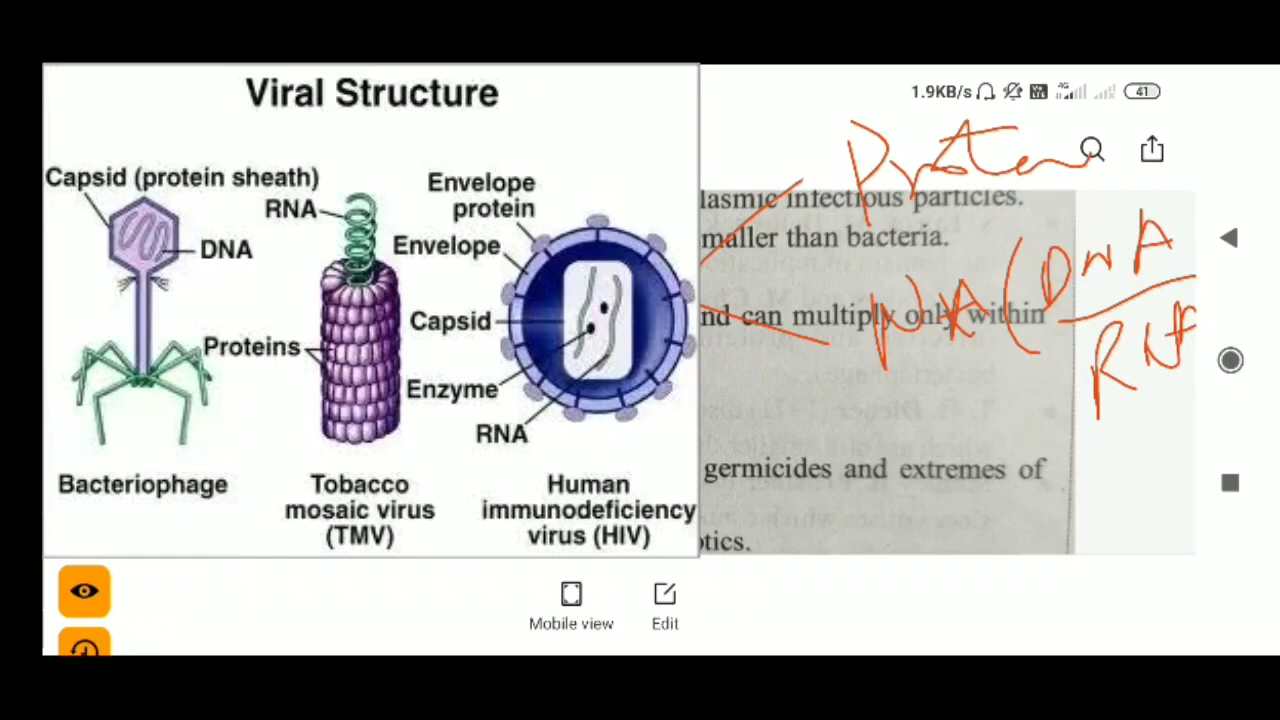 Viral Structure
Capsid (protein sheath)
RNA
DNA
Proteins
Envelope
protein
Envelope
Capsid
Enzyme
RNA
Bacteriophage
Tobacco
mosaic virus
(TMV)
Human
immunodeficiency
virus (HIV)
1.9KB/s
4G
41
Protein
lasmic infectious particles.
maller than bacteria.
NA (DNA
nd can multiply only within
RNA
germicides and extremes of
otics.
Mobile view
Edit